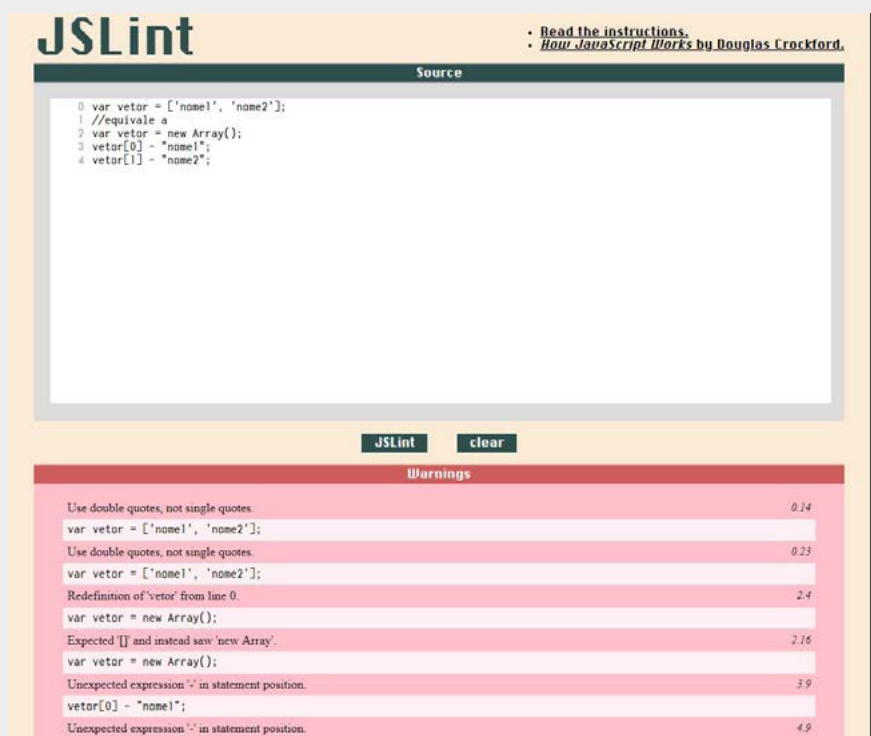 JSLint
• Read the instructions.
• How JavaScript Works by Douglas Crockford.
Source
0 var vetor = ['nome1', 'nome2'];
1 //equivale a
2 var vetor = new Array();
3 vetor[0] - "nome1";
4 vetor[1] - "nome2";
JSLint clear
Warnings
Use double quotes, not single quotes. 0.14
var vetor = ['nome1', 'nome2'];
Use double quotes, not single quotes. 0.23
var vetor = ['nome1', 'nome2'];
Redefinition of 'vetor' from line 0. 2.4
var vetor = new Array();
Expected '[]' and instead saw 'new Array'. 2.16
var vetor = new Array();
Unexpected expression '-' in statement position. 3.9
vetor[0] - "nome1";
Unexpected expression '-' in statement position. 4.9